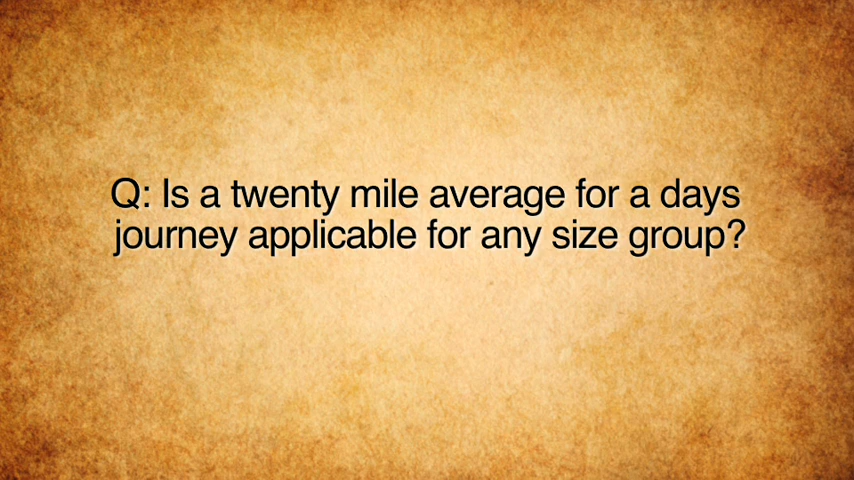 Q: Is a twenty mile average for a days
journey applicable for any size group?